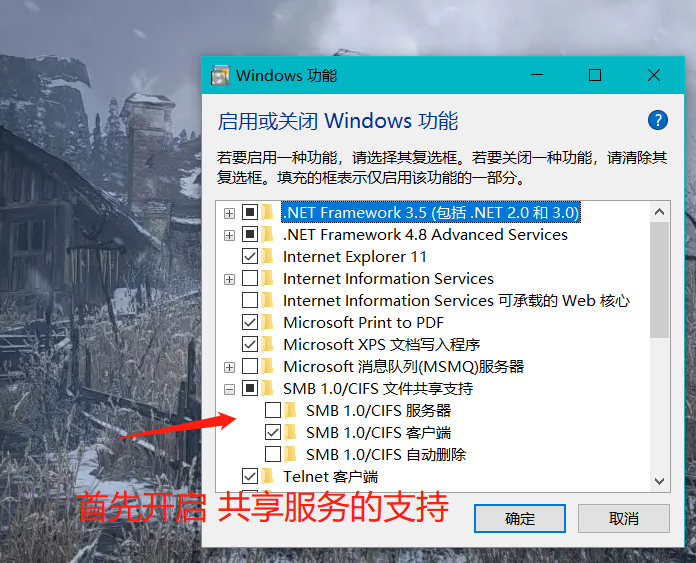 Windows 功能
启用或关闭 Windows 功能
?
若要启用一种功能，请选择其复选框。若要关闭一种功能，请清除其
复选框。填充的框表示仅启用该功能的一部分。
.NET Framework 3.5 (包括 .NET 2.0 和 3.0)
.NET Framework 4.8 Advanced Services
Internet Explorer 11
Internet Information Services
Internet Information Services 可承载的 Web 核心
Microsoft Print to PDF
Microsoft XPS 文档写入程序
Microsoft 消息队列(MSMQ)服务器
SMB 1.0/CIFS 文件共享支持
SMB 1.0/CIFS 服务器
SMB 1.0/CIFS 客户端
SMB 1.0/CIFS 自动删除
Telnet 客户端
首先开启 共享服务的支持
确定
取消